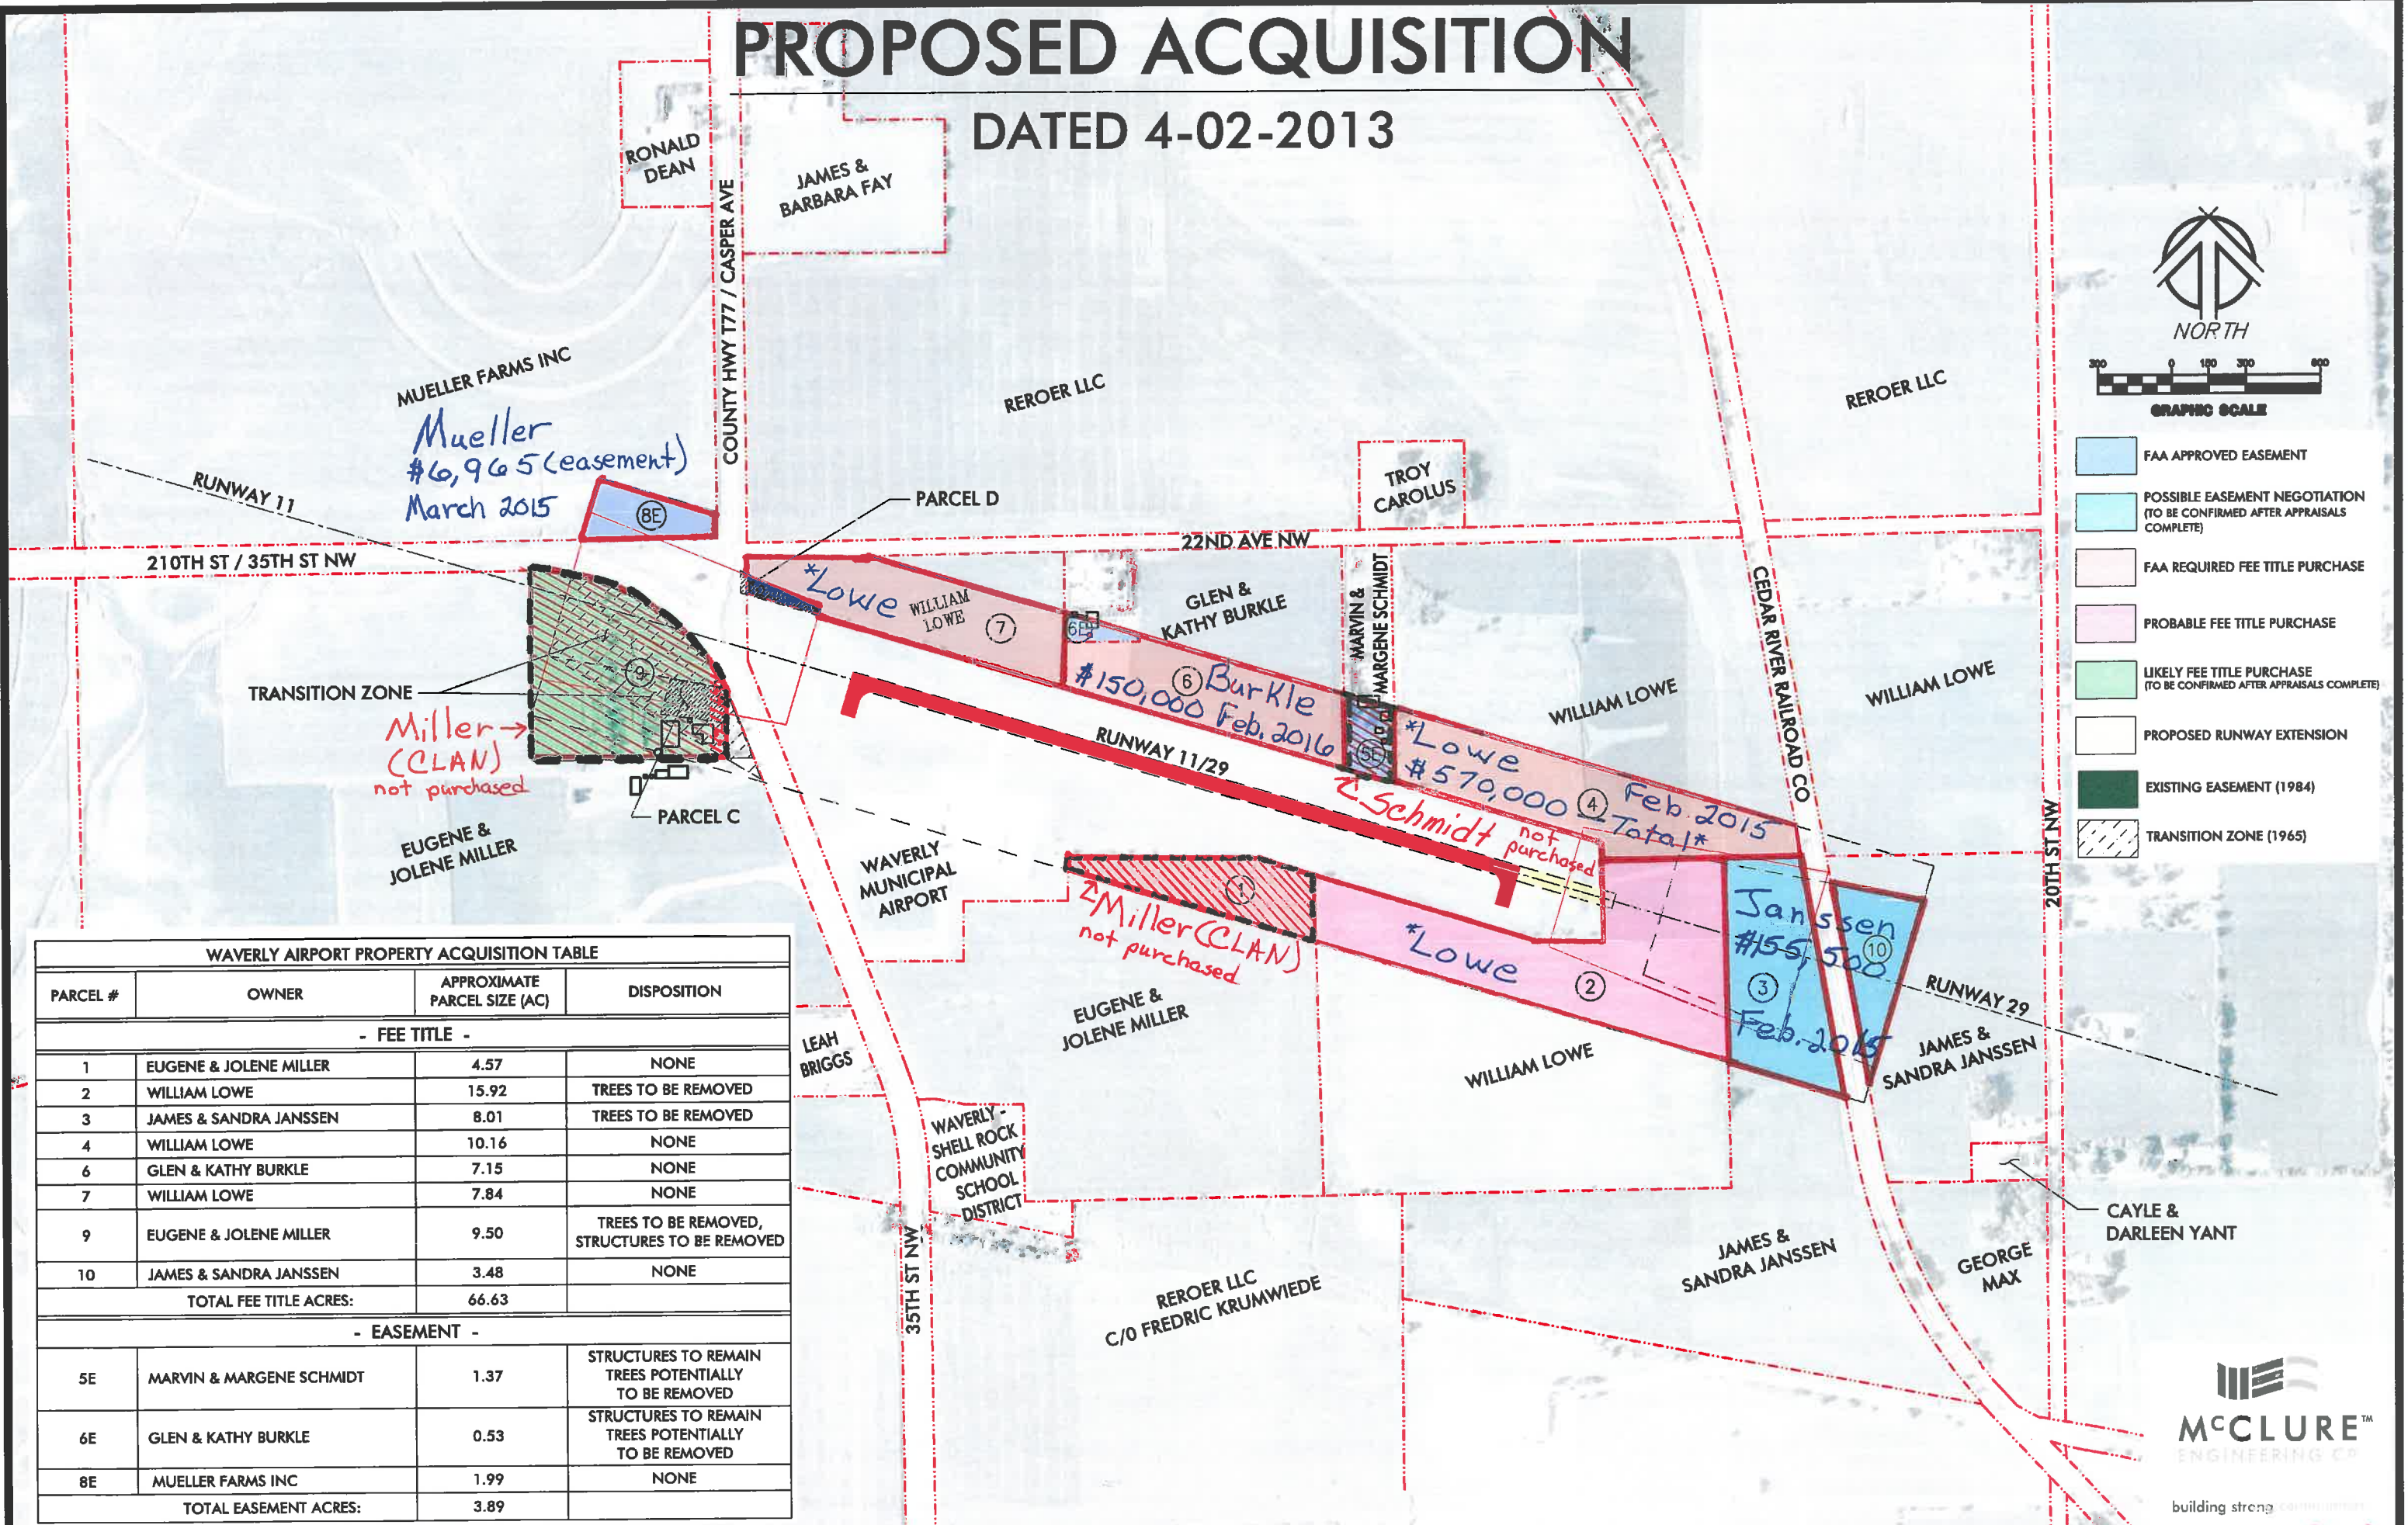 PROPOSED ACQUISITION
DATED 4-02-2013
RONALD
DEAN
JAMES &
BARBARA FAY
COUNTY HWY T77 / CASPER AVE
MUELLER FARMS INC
Mueller
$6,965 (easement)
March 2015
REROER LLC
REROER LLC
NORTH
300 0 150 300 600
GRAPHIC SCALE
FAA APPROVED EASEMENT
POSSIBLE EASEMENT NEGOTIATION
(TO BE CONFIRMED AFTER APPRAISALS
COMPLETE)
FAA REQUIRED FEE TITLE PURCHASE
PROBABLE FEE TITLE PURCHASE
LIKELY FEE TITLE PURCHASE
(TO BE CONFIRMED AFTER APPRAISALS COMPLETE)
PROPOSED RUNWAY EXTENSION
EXISTING EASEMENT (1984)
TRANSITION ZONE (1965)
RUNWAY 11
8E
PARCEL D
TROY
CAROLUS
22ND AVE NW
210TH ST / 35TH ST NW
*Lowe
WILLIAM
LOWE
7
6E
GLEN &
KATHY BURKLE
MARVIN &
MARGENE SCHMIDT
CEDAR RIVER RAILROAD CO
WILLIAM LOWE
WILLIAM LOWE
TRANSITION ZONE
9
Miller →
(CLAN)
not purchased
PARCEL C
EUGENE &
JOLENE MILLER
6 Burkle
$150,000 Feb. 2016
5E
*Lowe
$570,000 4 Feb. 2015
Total*
RUNWAY 11/29
Schmidt not
purchased
20TH ST NW
WAVERLY
MUNICIPAL
AIRPORT
1
Miller (CLAN)
not purchased
*Lowe
2
Janssen
$155,500
10
3
Feb. 2015
RUNWAY 29
JAMES &
SANDRA JANSSEN
EUGENE &
JOLENE MILLER
WILLIAM LOWE
LEAH
BRIGGS
WAVERLY -
SHELL ROCK
COMMUNITY
SCHOOL
DISTRICT
35TH ST NW
REROER LLC
C/0 FREDRIC KRUMWIEDE
JAMES &
SANDRA JANSSEN
GEORGE
MAX
CAYLE &
DARLEEN YANT
WAVERLY AIRPORT PROPERTY ACQUISITION TABLE
PARCEL # OWNER APPROXIMATE PARCEL SIZE (AC) DISPOSITION
- FEE TITLE -
1 EUGENE & JOLENE MILLER 4.57 NONE
2 WILLIAM LOWE 15.92 TREES TO BE REMOVED
3 JAMES & SANDRA JANSSEN 8.01 TREES TO BE REMOVED
4 WILLIAM LOWE 10.16 NONE
6 GLEN & KATHY BURKLE 7.15 NONE
7 WILLIAM LOWE 7.84 NONE
9 EUGENE & JOLENE MILLER 9.50 TREES TO BE REMOVED, STRUCTURES TO BE REMOVED
10 JAMES & SANDRA JANSSEN 3.48 NONE
TOTAL FEE TITLE ACRES: 66.63
- EASEMENT -
5E MARVIN & MARGENE SCHMIDT 1.37 STRUCTURES TO REMAIN TREES POTENTIALLY TO BE REMOVED
6E GLEN & KATHY BURKLE 0.53 STRUCTURES TO REMAIN TREES POTENTIALLY TO BE REMOVED
8E MUELLER FARMS INC 1.99 NONE
TOTAL EASEMENT ACRES: 3.89
McCLURE™
ENGINEERING CO
building strong